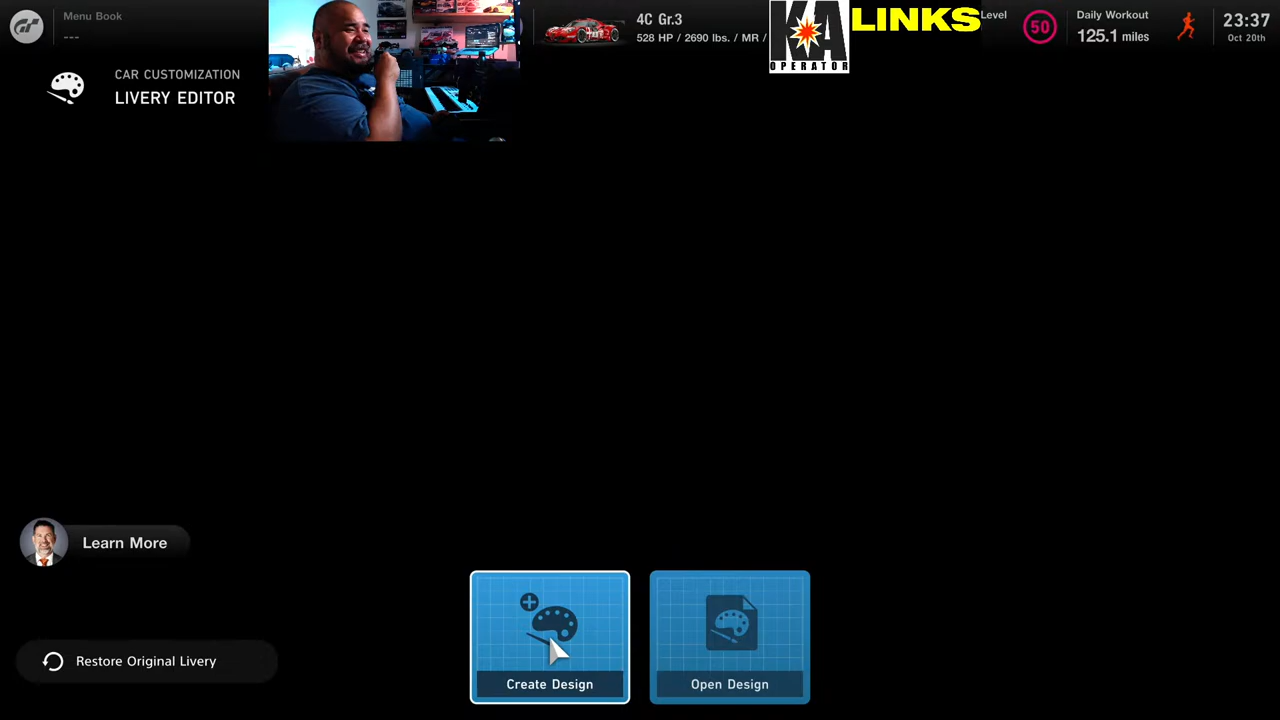 Menu Book
---
4C Gr.3
528 HP / 2690 lbs. / MR /
KA
OPERATOR
LINKS
Level
50
Daily Workout
125.1 miles
23:37
Oct 20th
CAR CUSTOMIZATION
LIVERY EDITOR
Learn More
Restore Original Livery
Create Design
Open Design